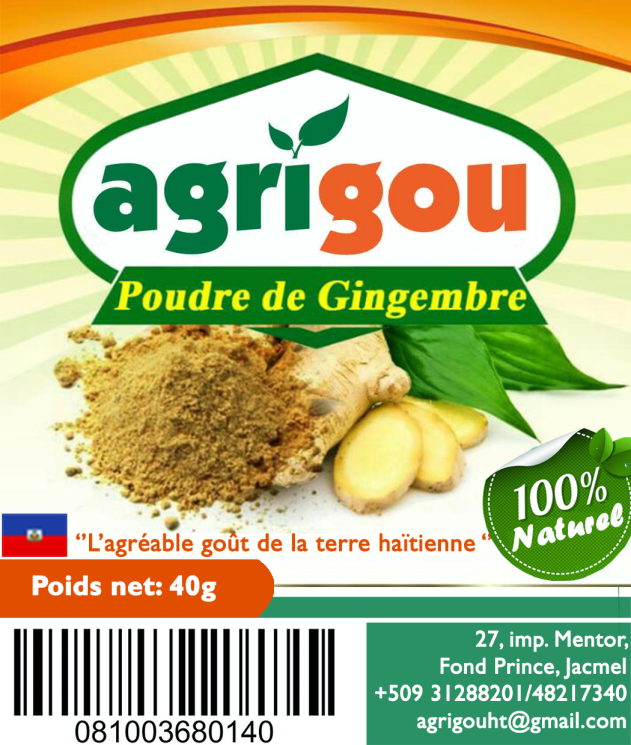 agrigou
Poudre de Gingembre
100%
Naturel
"L'agréable goût de la terre haïtienne "
Poids net: 40g
27, imp. Mentor,
Fond Prince, Jacmel
+509 31288201/48217340
agrigouht@gmail.com
081003680140